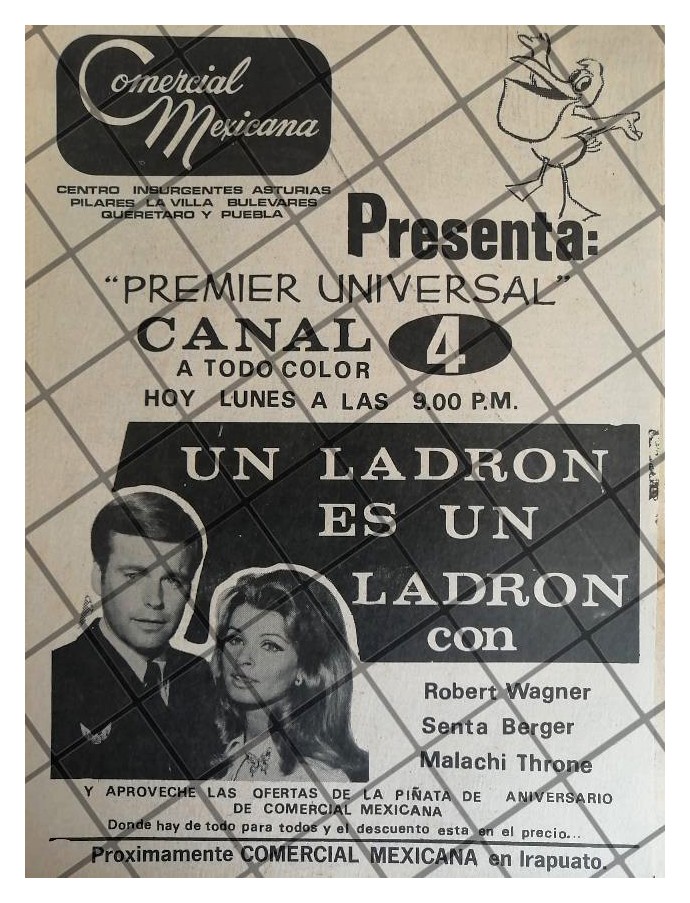 Comercial
Mexicana
CENTRO INSURGENTES ASTURIAS
PILARES LA VILLA BULEVARES
QUERETARO Y PUEBLA
Presenta:
"PREMIER UNIVERSAL"
CANAL 4
A TODO COLOR
HOY LUNES A LAS 9.00 P.M.
UN LADRON
ES UN
LADRON
con
Robert Wagner
Senta Berger
Malachi Throne
Y APROVECHE LAS OFERTAS DE LA PIÑATA DE ANIVERSARIO
DE COMERCIAL MEXICANA
Donde hay de todo para todos y el descuento esta en el precio...
Proximamente COMERCIAL MEXICANA en Irapuato.